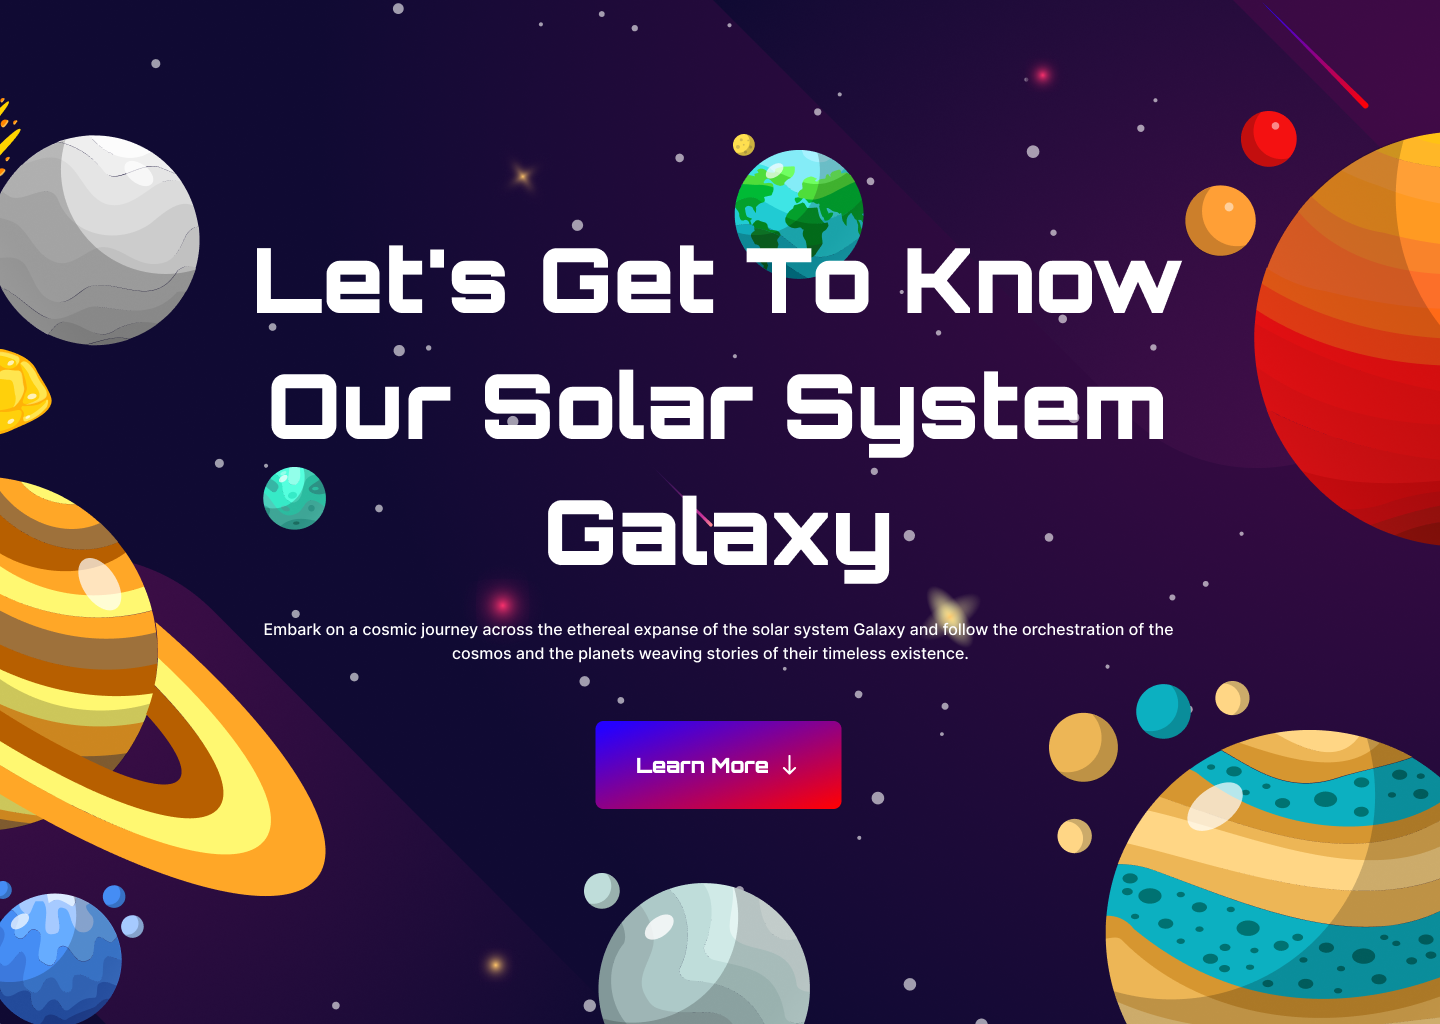 Let's Get To Know
Our Solar System
Galaxy
Embark on a cosmic journey across the ethereal expanse of the solar system Galaxy and follow the orchestration of the
cosmos and the planets weaving stories of their timeless existence.
Learn More ↓